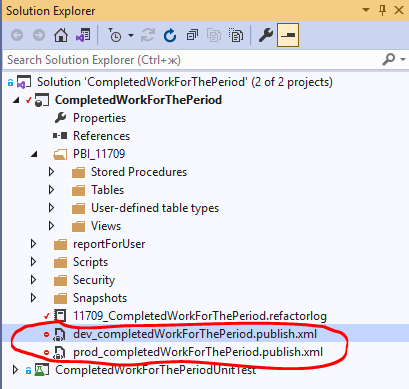 Solution Explorer
Search Solution Explorer (Ctrl+ж)
Solution 'CompletedWorkForThePeriod' (2 of 2 projects)
CompletedWorkForThePeriod
Properties
References
PBI_11709
Stored Procedures
Tables
User-defined table types
Views
reportForUser
Scripts
Security
Snapshots
11709_CompletedWorkForThePeriod.refactorlog
dev_completedWorkForThePeriod.publish.xml
prod_completedWorkForThePeriod.publish.xml
CompletedWorkForThePeriodUnitTest